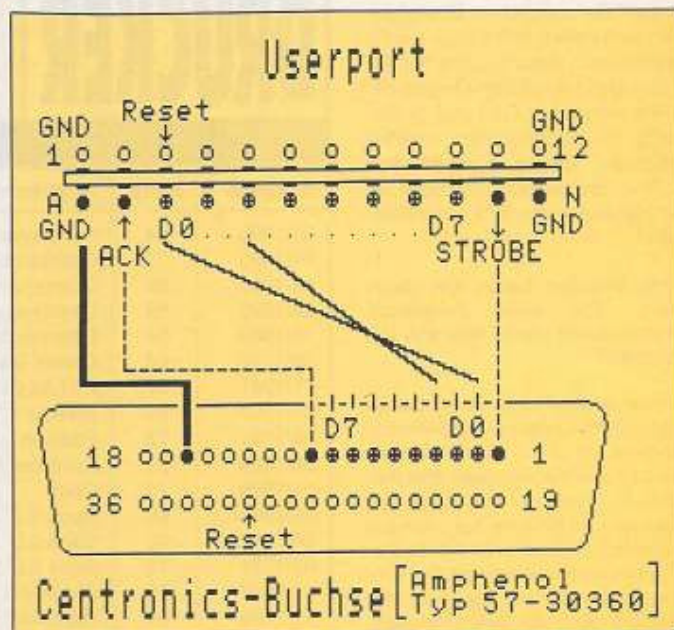 Userport
Reset
GND GND
1 12
A N
GND D0 D7 GND
ACK STROBE
D7 D0
18 1
36 19
Reset
Centronics-Buchse [Amphenol
Typ 57-30360]